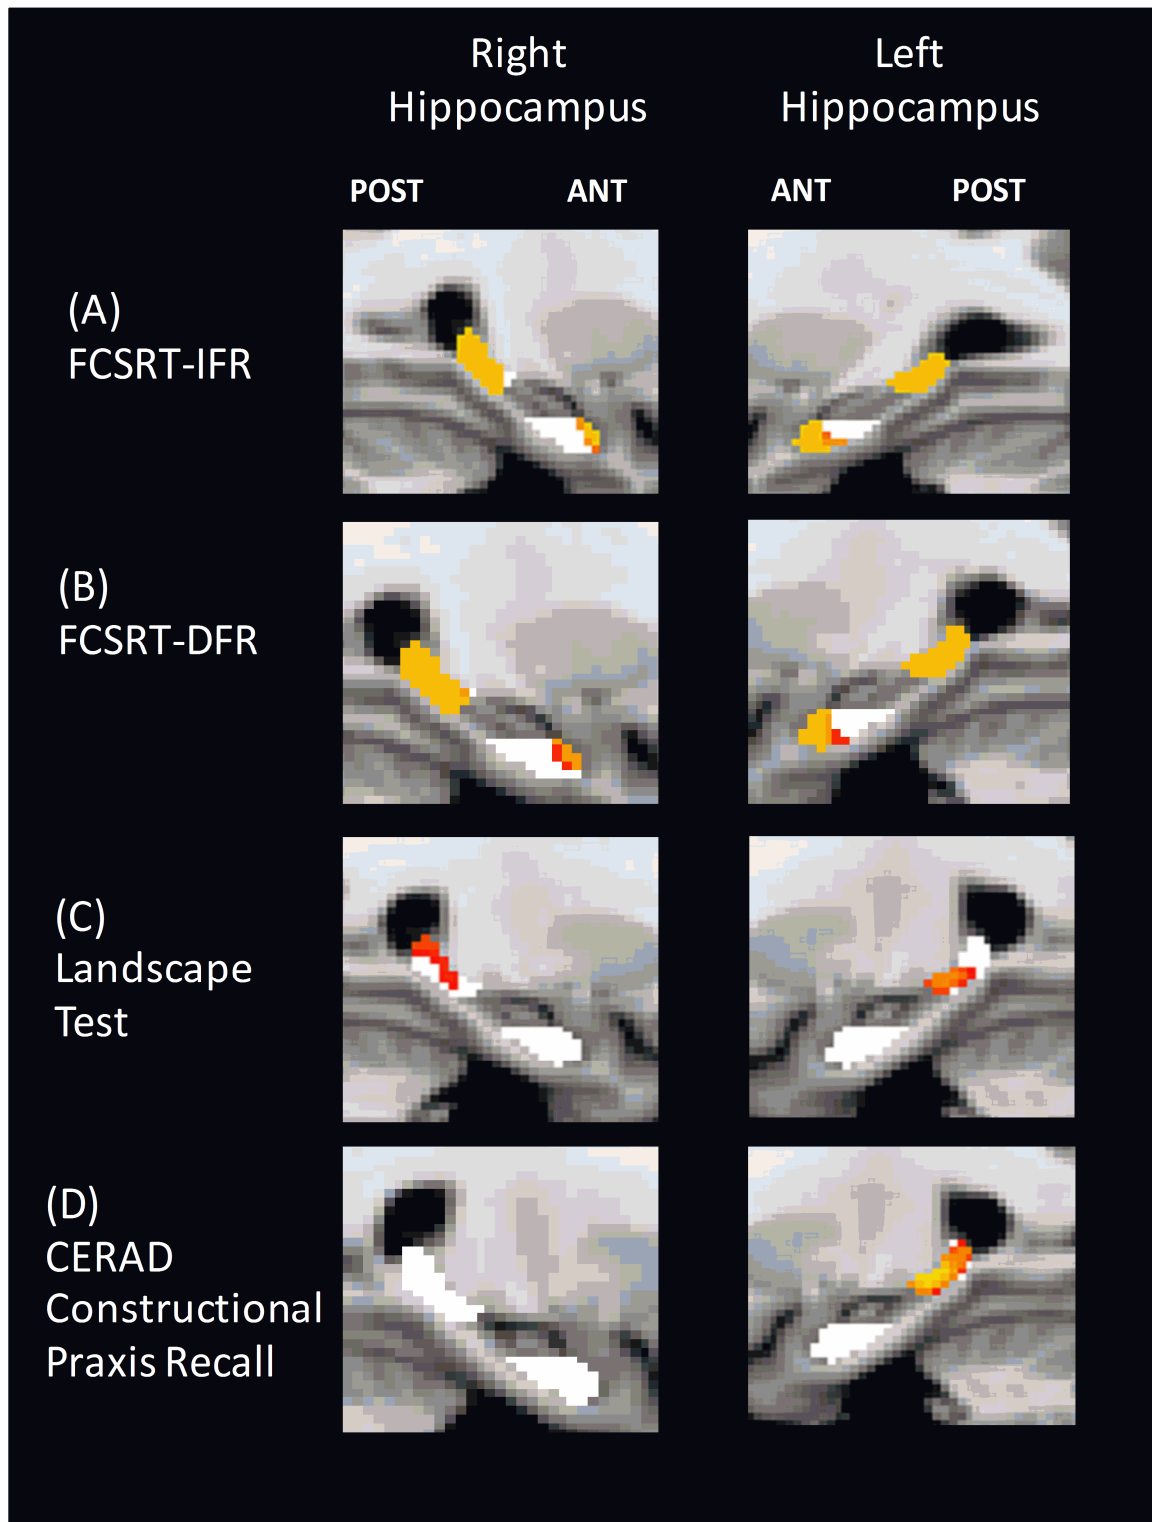 Right
Hippocampus
Left
Hippocampus
POST
ANT
ANT
POST
(A)
FCSRT-IFR
(B)
FCSRT-DFR
(C)
Landscape
Test
(D)
CERAD
Constructional
Praxis Recall